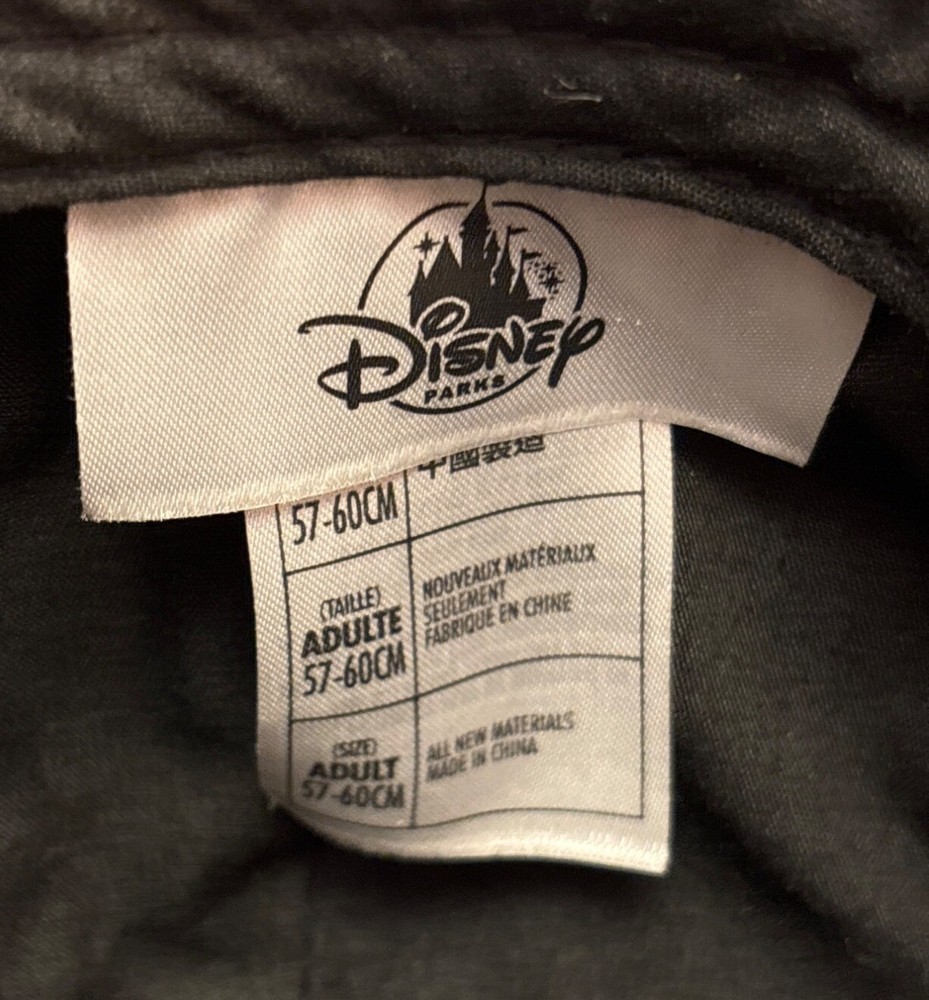 DISNEY
PARKS
中國製造
57-60CM
(TAILLE)
ADULTE
57-60CM
NOUVEAUX MATÉRIAUX
SEULEMENT
FABRIQUE EN CHINE
(SIZE)
ADULT
57-60CM
ALL NEW MATERIALS
MADE IN CHINA